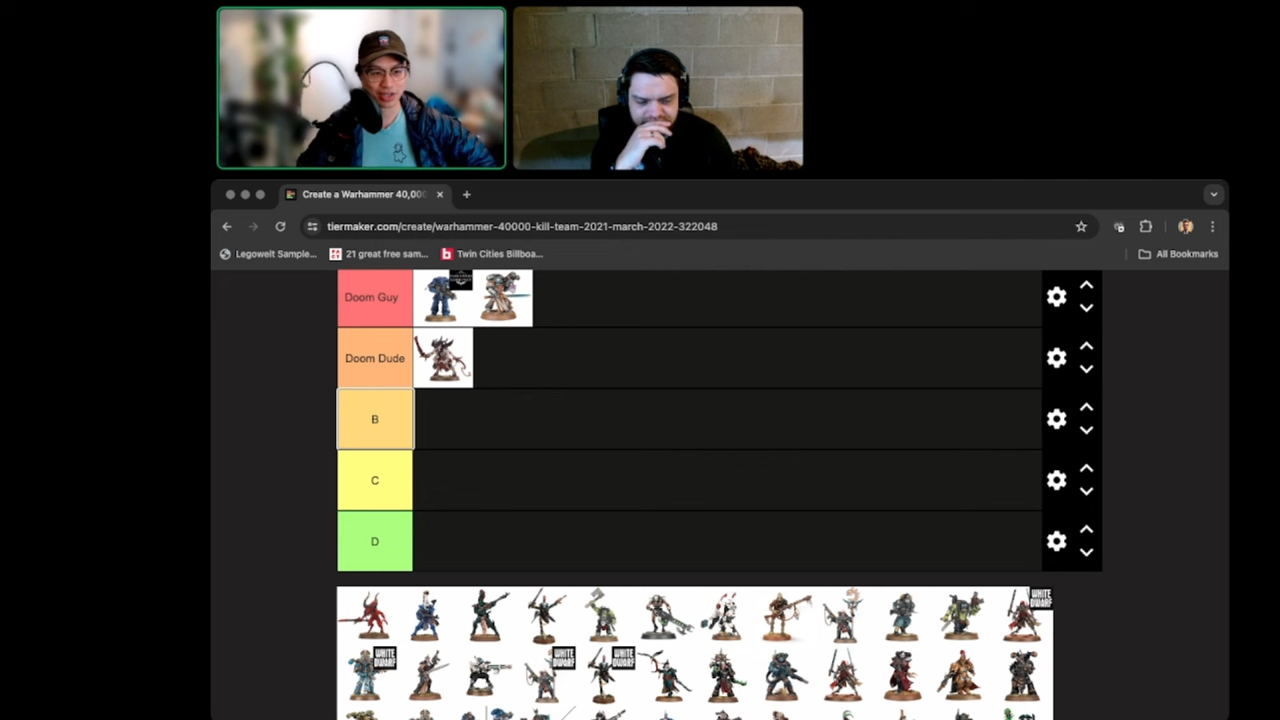 Create a Warhammer 40,00
tiermaker.com/create/warhammer-40000-kill-team-2021-march-2022-322048
Legowelt Sample...
21 great free sam...
Twin Cities Billboa...
All Bookmarks
Doom Guy
Doom Dude
B
C
D
WHITE DWARF
WHITE DWARF
WHITE DWARF
WHITE DWARF